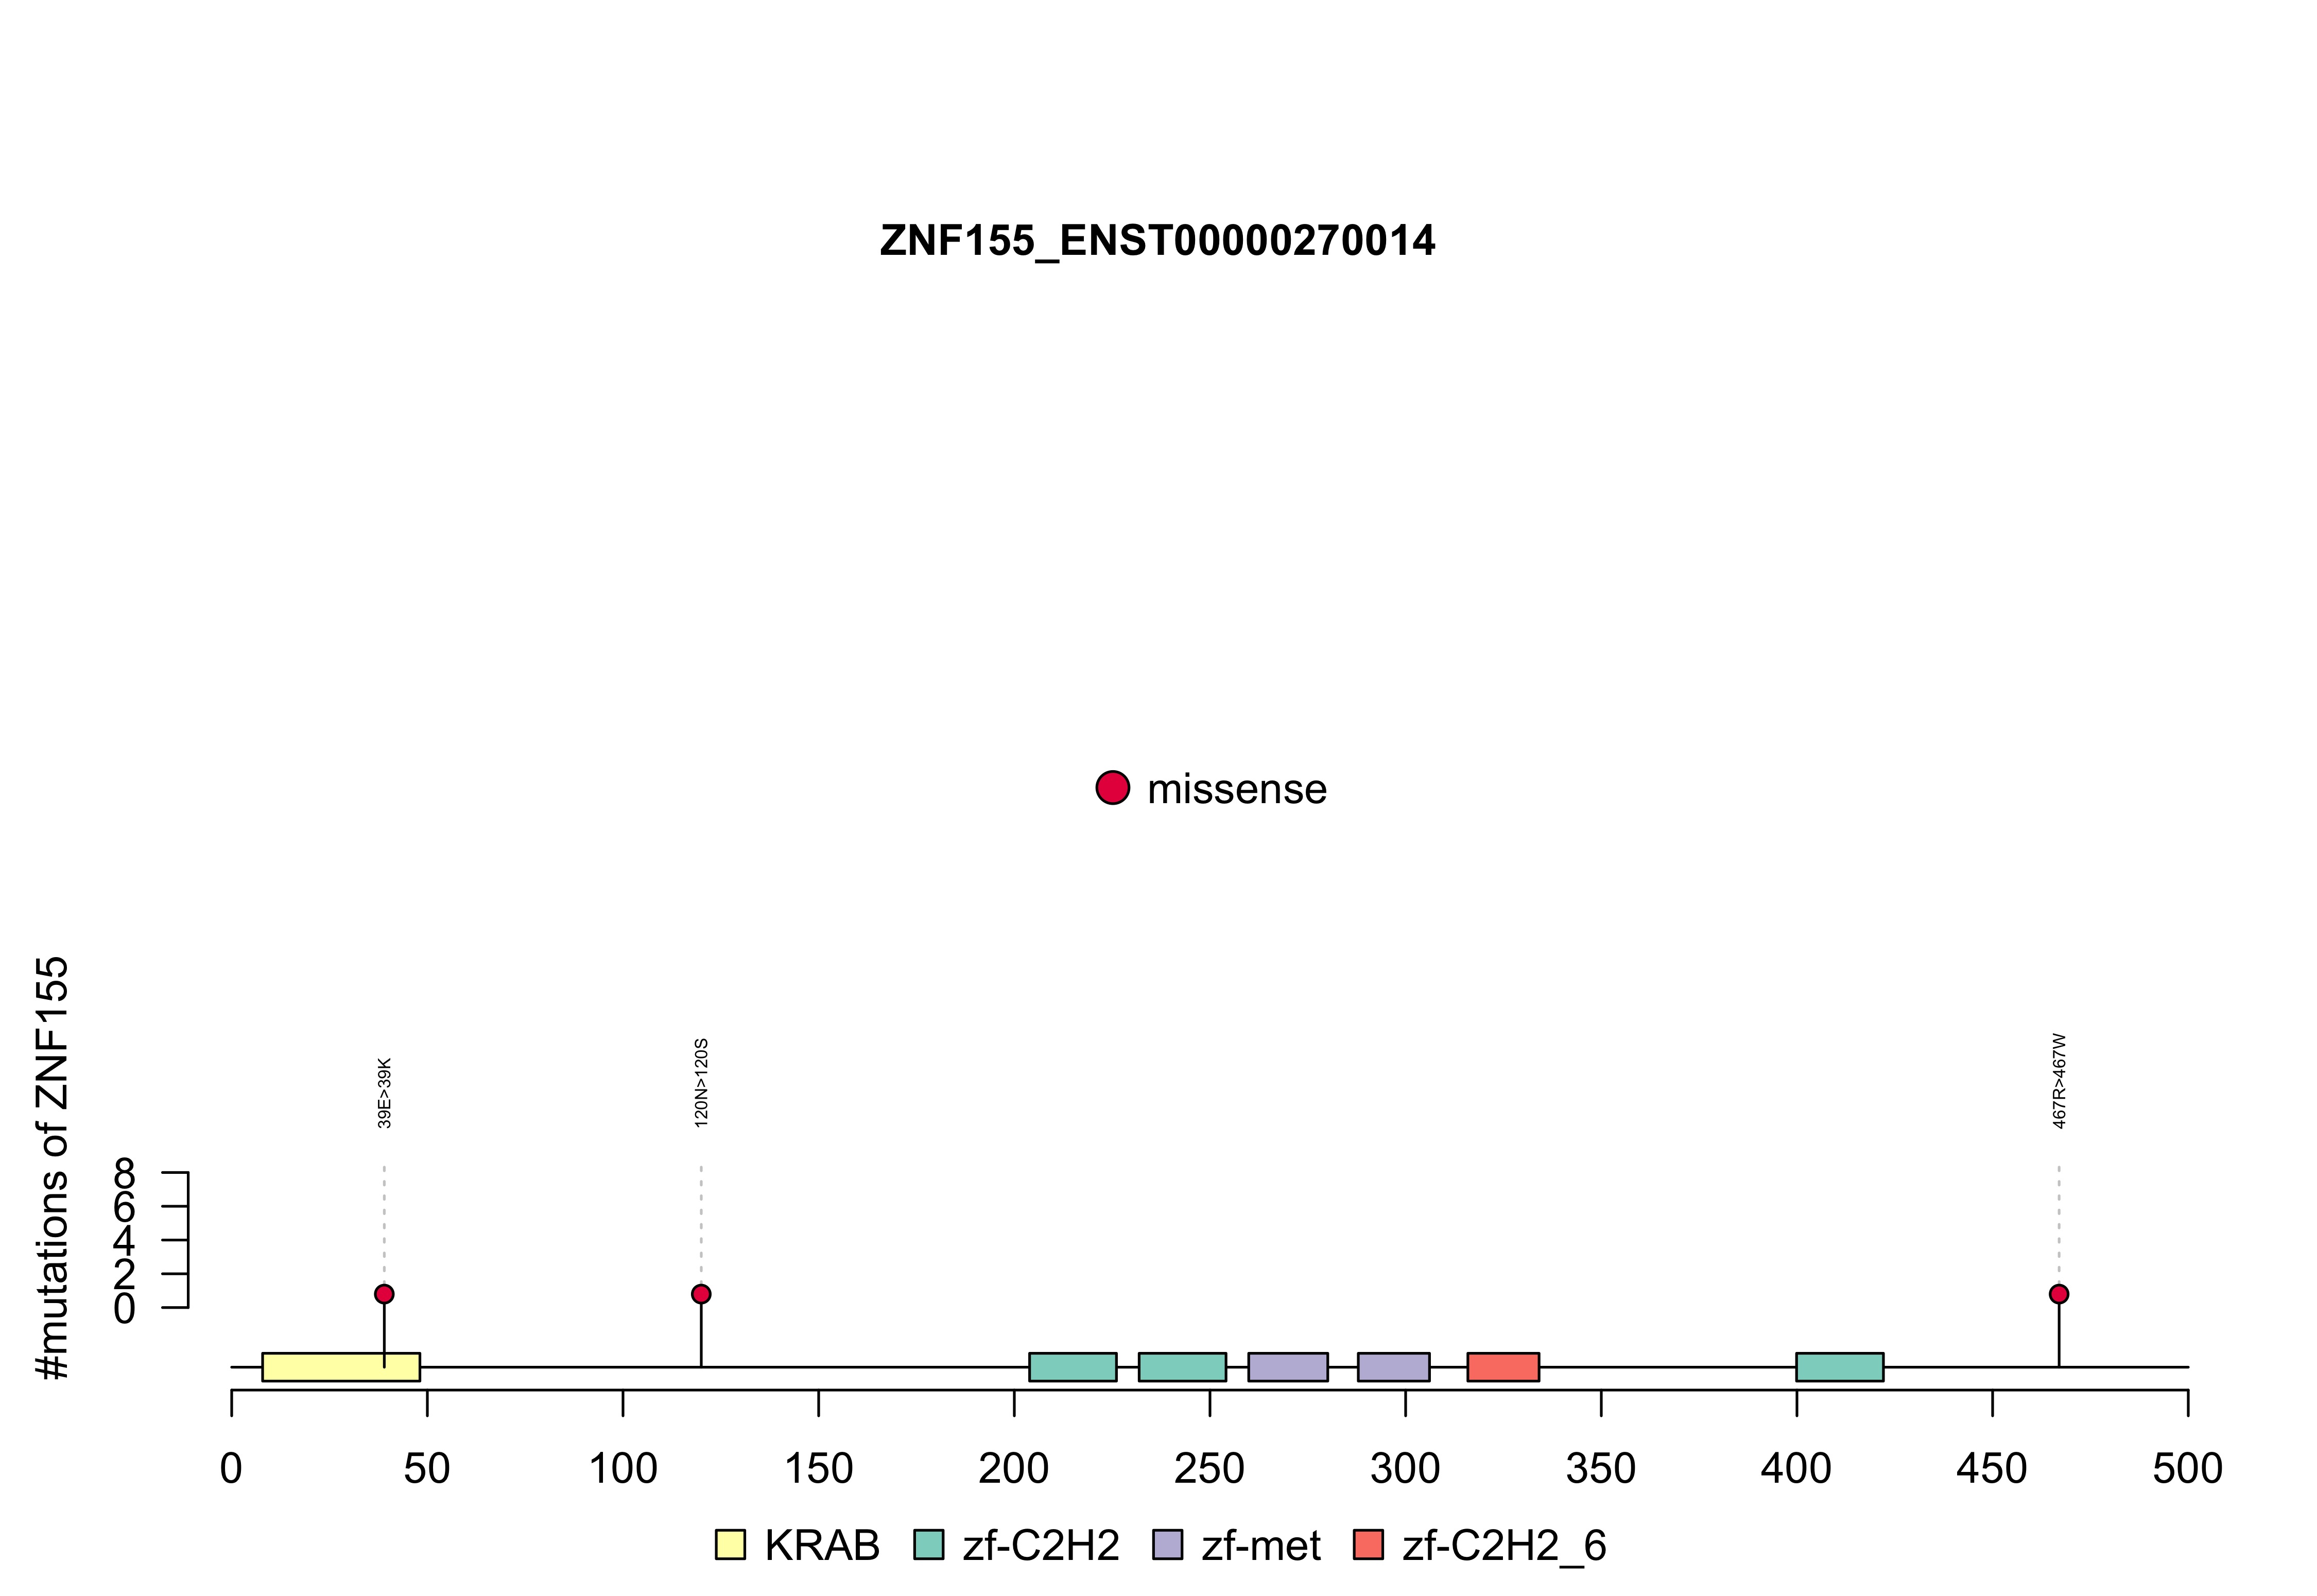 ZNF155_ENST00000270014
missense
#mutations of ZNF155
39E>39K
120N>120S
467R>467W
8
6
4
2
0
0 50 100 150 200 250 300 350 400 450 500
KRAB zf-C2H2 zf-met zf-C2H2_6